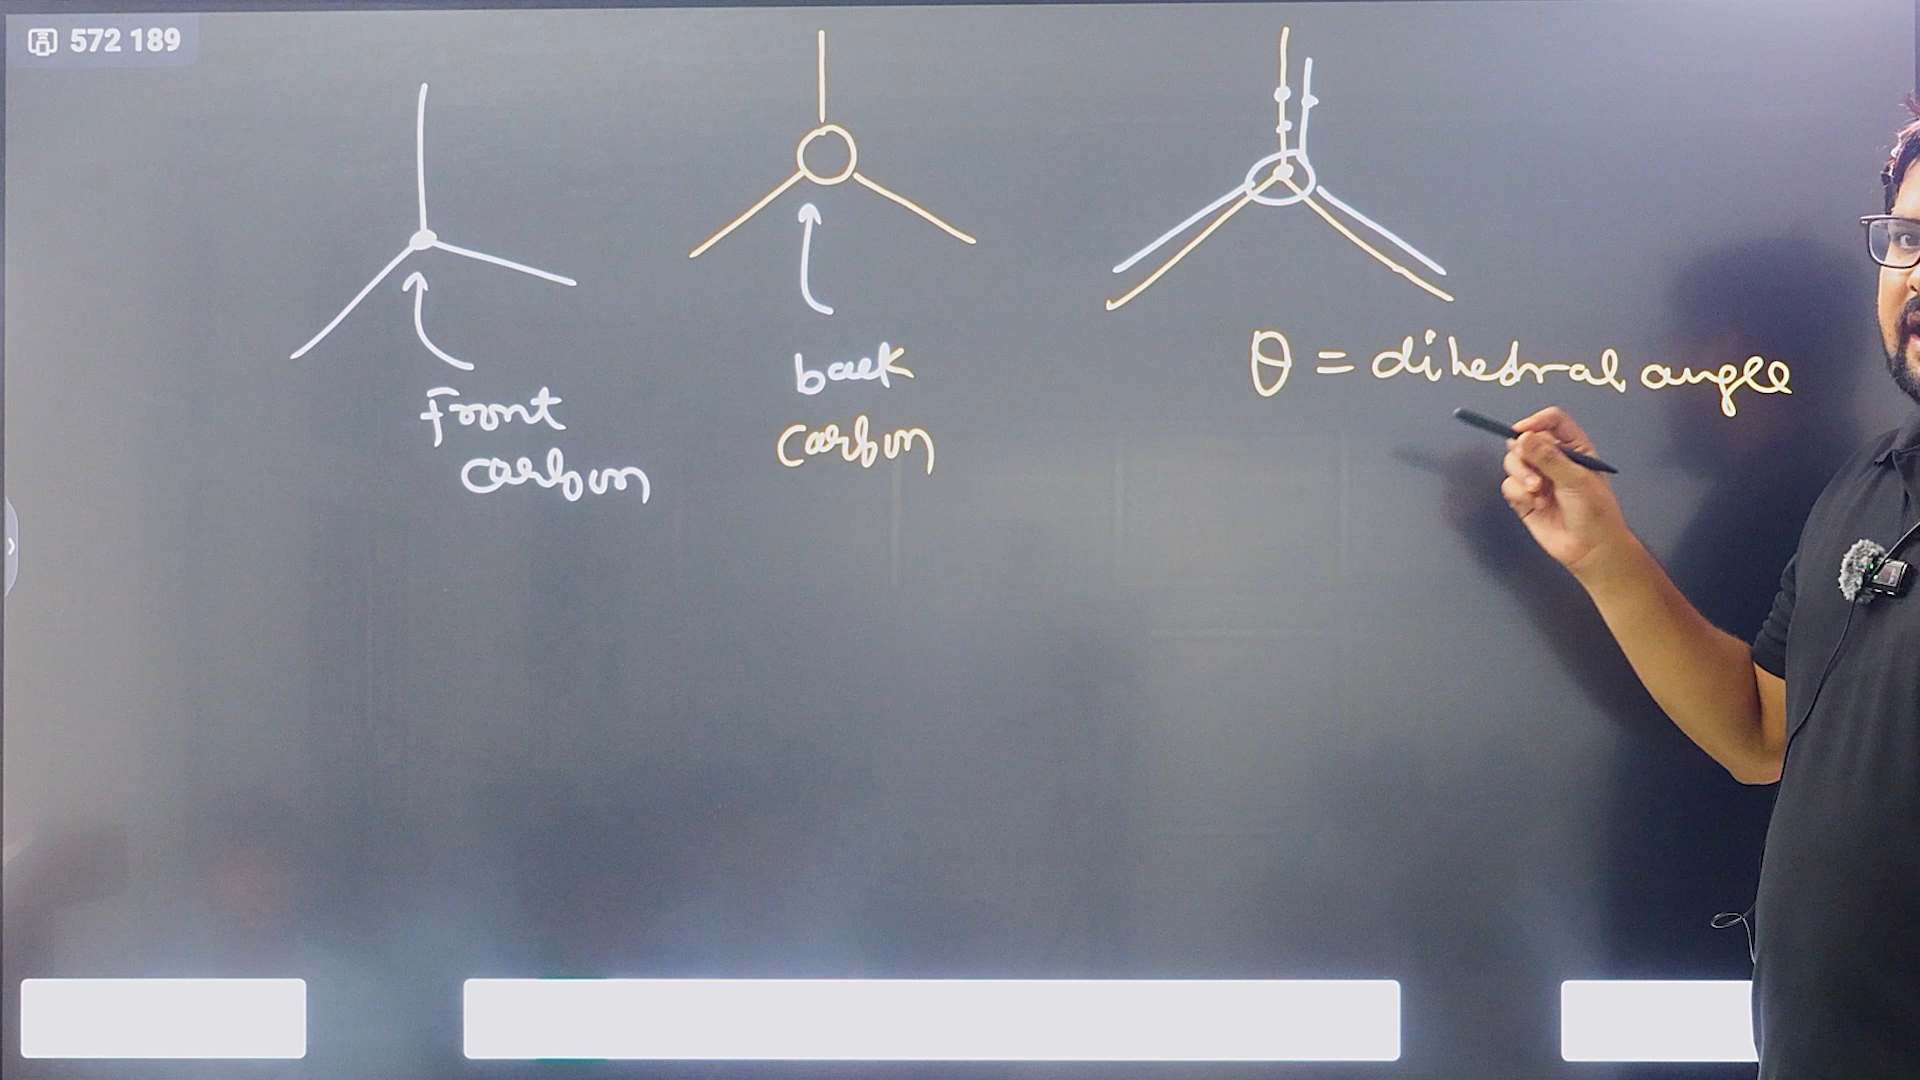 572 189
Front
carbon
back
carbon
θ = dihedral angle